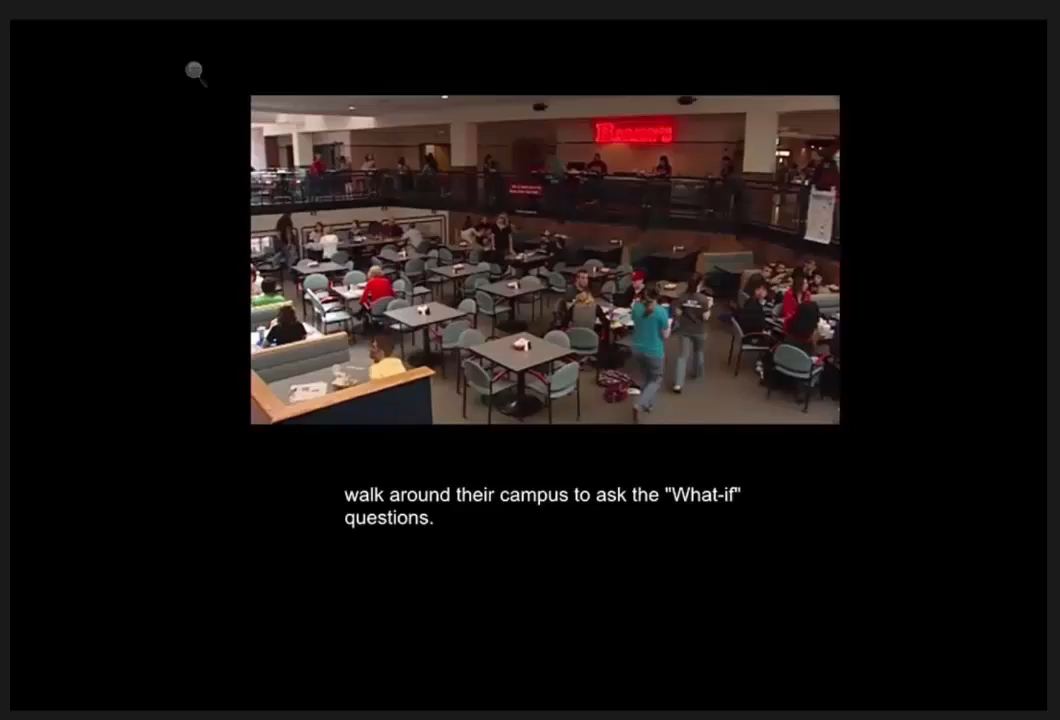 walk around their campus to ask the "What-if"
questions.